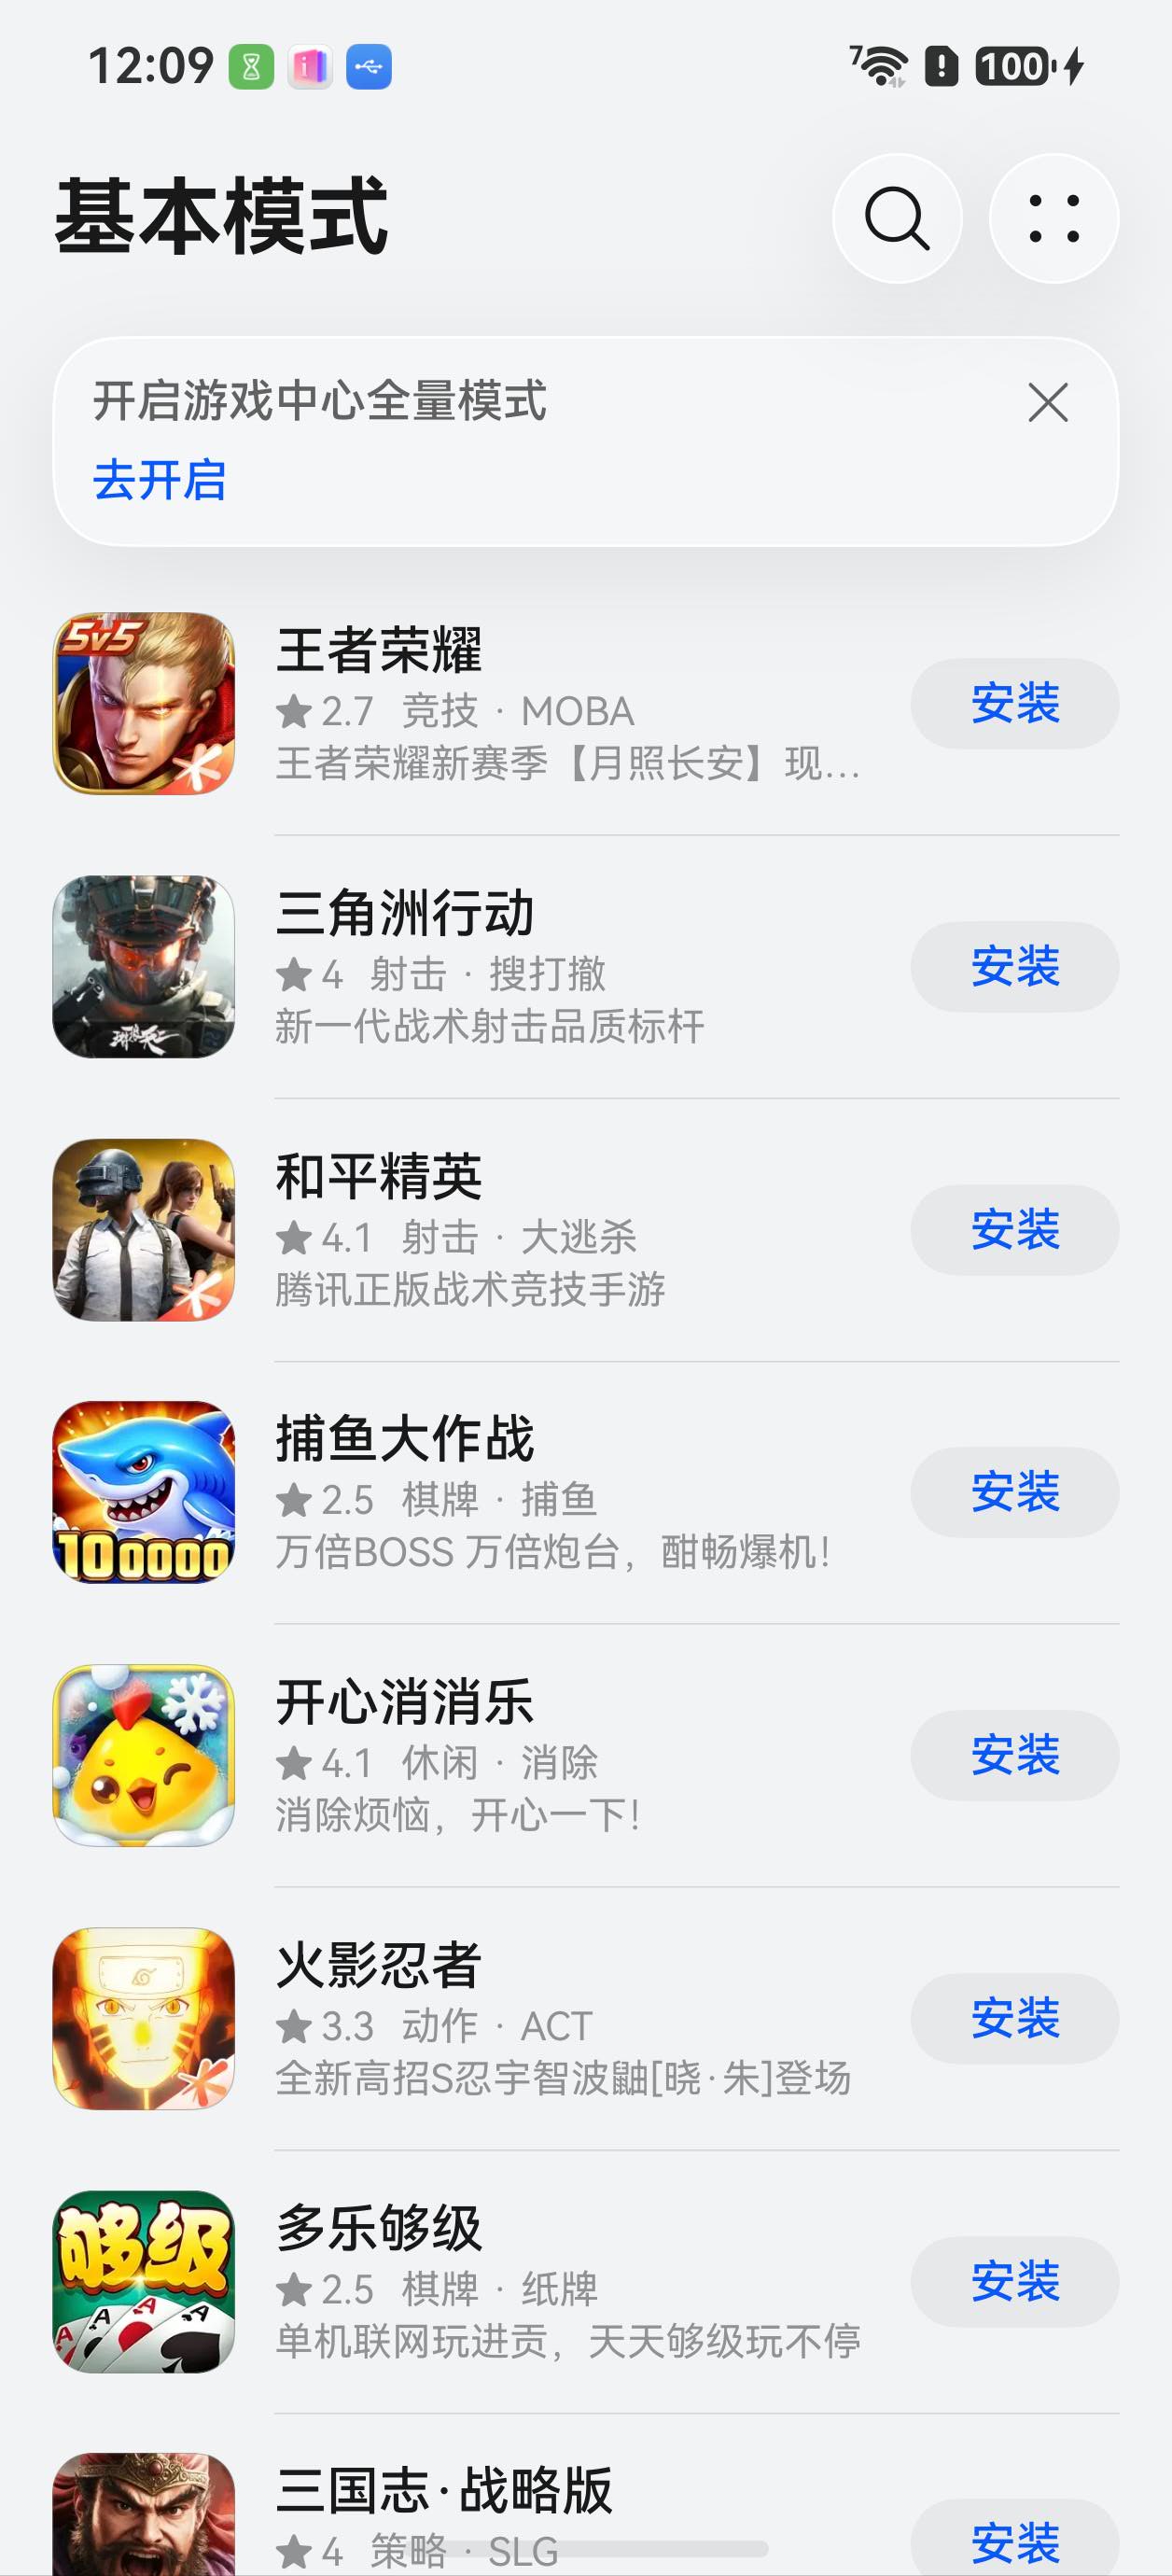 12:09
7
100
基本模式
开启游戏中心全量模式
去开启
5v5
王者荣耀
2.7 竞技 · MOBA
王者荣耀新赛季【月照长安】现...
安装
三角洲行动
4 射击 · 搜打撤
新一代战术射击品质标杆
安装
和平精英
4.1 射击 · 大逃杀
腾讯正版战术竞技手游
安装
10000
捕鱼大作战
2.5 棋牌 · 捕鱼
万倍BOSS 万倍炮台，酣畅爆机！
安装
开心消消乐
4.1 休闲 · 消除
消除烦恼，开心一下！
安装
火影忍者
3.3 动作 · ACT
全新高招S忍宇智波鼬[晓·朱]登场
安装
够级
A A A A
多乐够级
2.5 棋牌 · 纸牌
单机联网玩进贡，天天够级玩不停
安装
三国志·战略版
4 策略 · SLG
安装